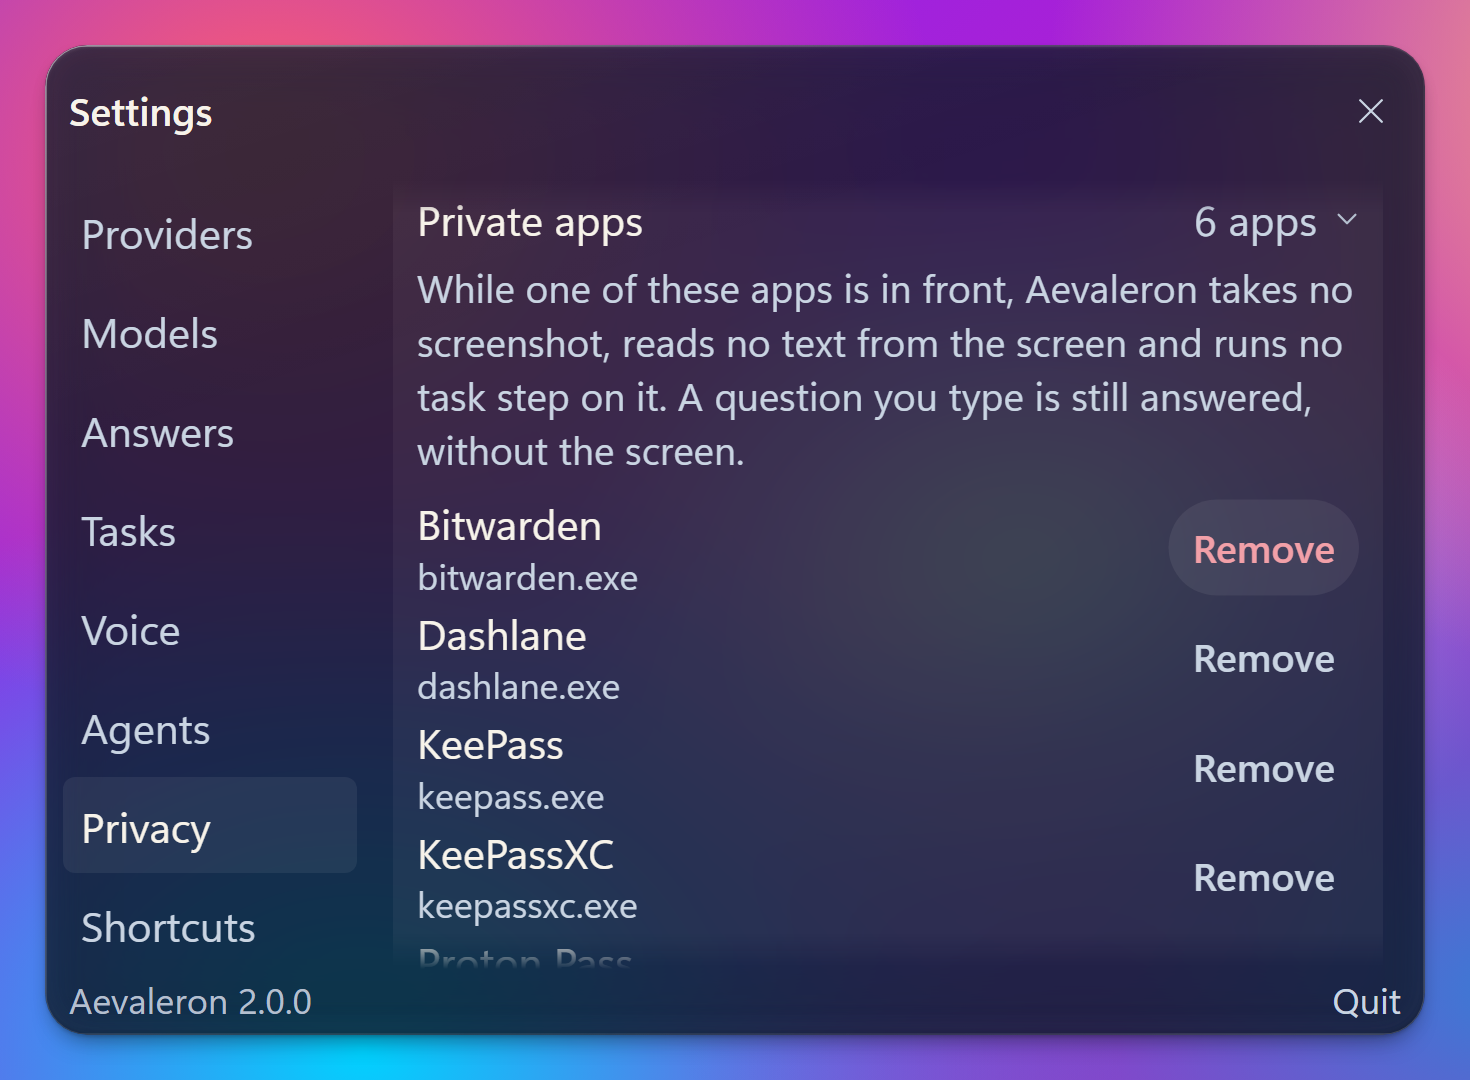 Settings
Providers
Models
Answers
Tasks
Voice
Agents
Privacy
Shortcuts
Private apps
6 apps
While one of these apps is in front, Aevaleron takes no
screenshot, reads no text from the screen and runs no
task step on it. A question you type is still answered,
without the screen.
Bitwarden
bitwarden.exe
Remove
Dashlane
dashlane.exe
Remove
KeePass
keepass.exe
Remove
KeePassXC
keepassxc.exe
Remove
Proton Pass
Aevaleron 2.0.0
Quit